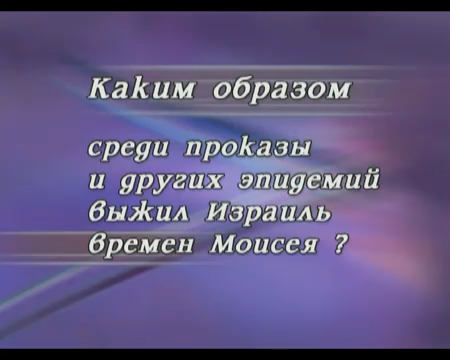 Каким образом
среди проказы
и других эпидемий
выжил Израиль
времен Моисея ?